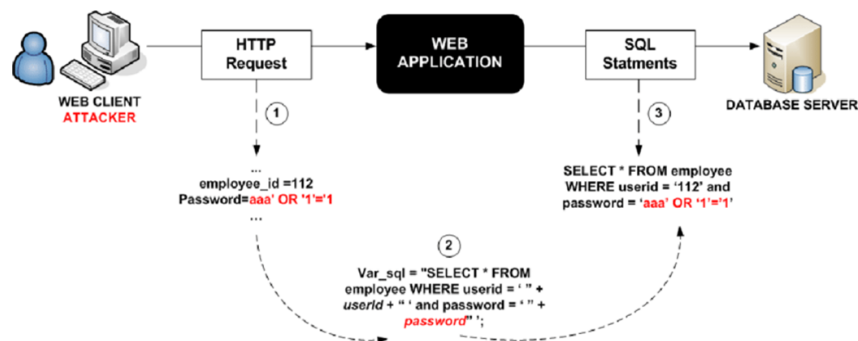 HTTP
Request
WEB
APPLICATION
SQL
Statments
WEB CLIENT
ATTACKER
DATABASE SERVER
1
3
...
employee_id =112
Password=aaa' OR '1'='1
...
SELECT * FROM employee
WHERE userid = ‘112’ and
password = ‘aaa’ OR ‘1’=’1’
2
Var_sql = "SELECT * FROM
employee WHERE userid = ‘ ” +
userid + “ ‘ and password = ‘ ” +
password” ’;